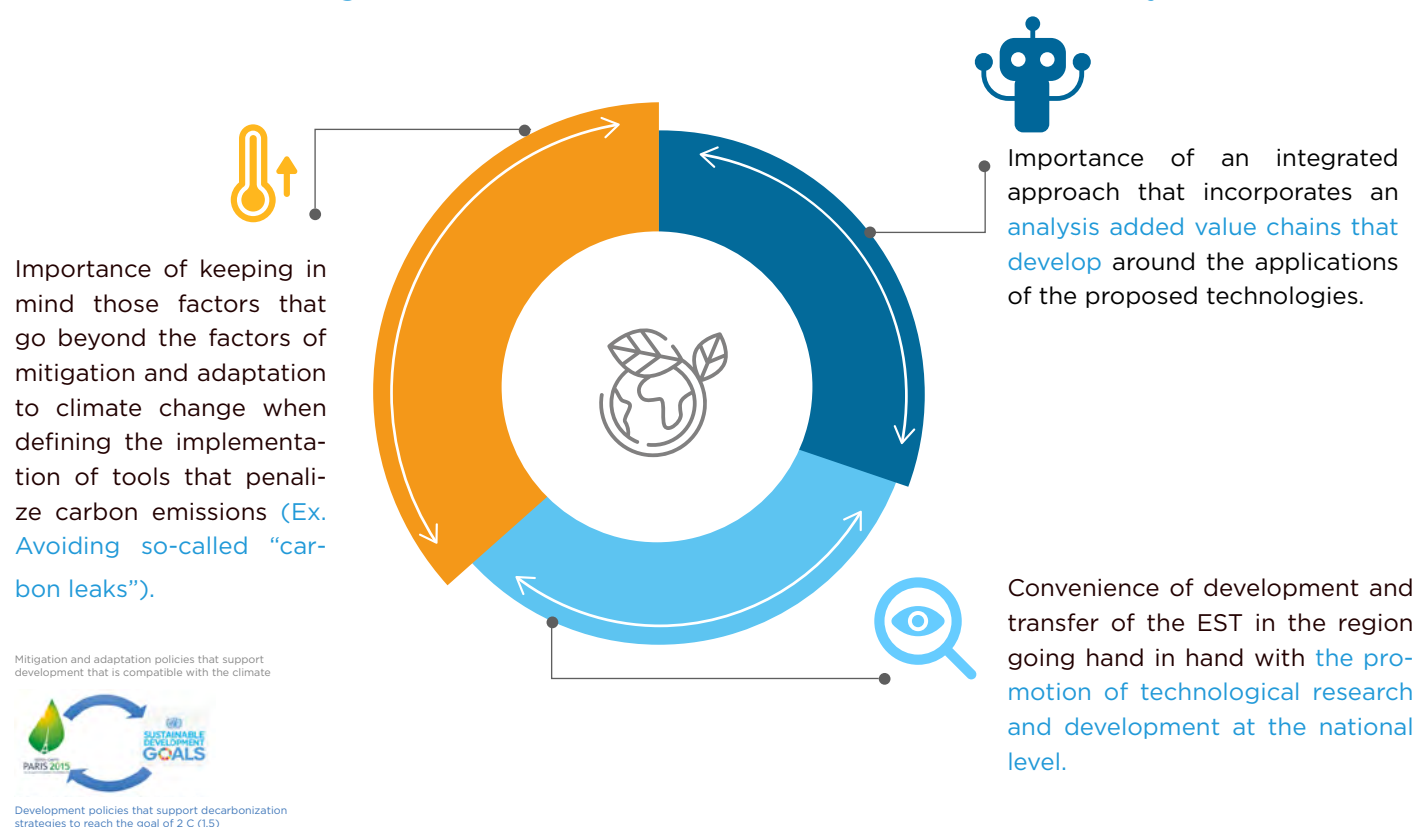 Importance of an integrated
approach that incorporates an
analysis added value chains that
develop around the applications
of the proposed technologies.
Importance of keeping in
mind those factors that
go beyond the factors of
mitigation and adaptation
to climate change when
defining the implementa-
tion of tools that penali-
ze carbon emissions (Ex.
Avoiding so-called “car-
bon leaks”).
Convenience of development and
transfer of the EST in the region
going hand in hand with the pro-
motion of technological research
and development at the national
level.
Mitigation and adaptation policies that support
development that is compatible with the climate
PARIS 2015
SUSTAINABLE
DEVELOPMENT
GOALS
Development policies that support decarbonization
strategies to reach the goal of 2 C (1.5)